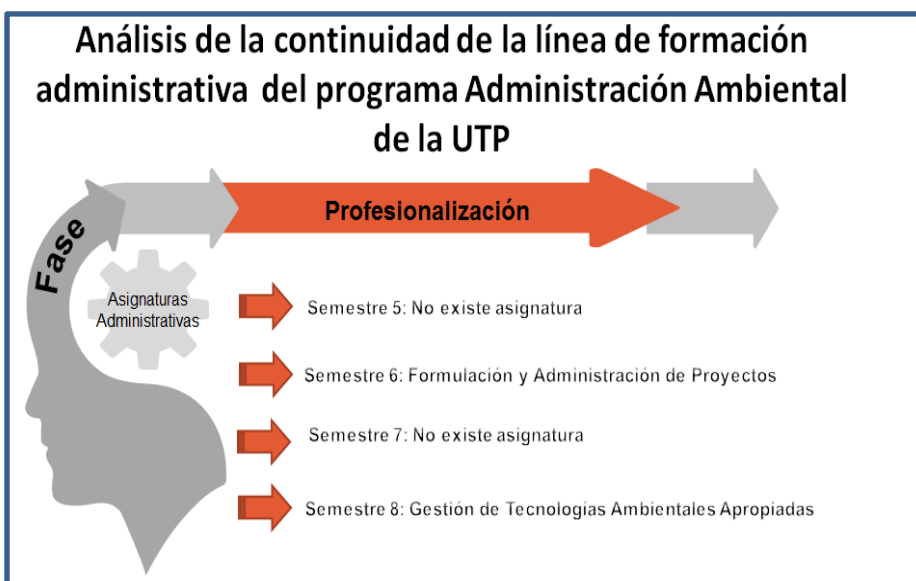 Análisis de la continuidad de la línea de formación
administrativa del programa Administración Ambiental
de la UTP
Fase
Profesionalización
Asignaturas
Administrativas
Semestre 5: No existe asignatura
Semestre 6: Formulación y Administración de Proyectos
Semestre 7: No existe asignatura
Semestre 8: Gestión de Tecnologías Ambientales Apropiadas